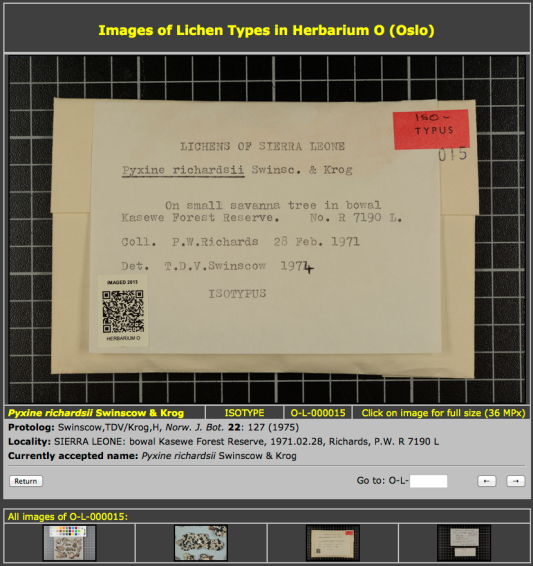 Images of Lichen Types in Herbarium O (Oslo)
ISO-
TYPUS
015
LICHENS OF SIERRA LEONE
Pyxine richardsii Swinsc. & Krog
On small savanna tree in bowal
Kasewe Forest Reserve. No. R 7190 L.
Coll. P.W.Richards 28 Feb. 1971
Det. T.D.V.Swinscow 1974
ISOTYPUS
IMAGED 2013
HERBARIUM O
Pyxine richardsii Swinscow & Krog ISOTYPE O-L-000015 Click on image for full size (36 MPx)
Protolog: Swinscow,TDV/Krog,H, Norw. J. Bot. 22: 127 (1975)
Locality: SIERRA LEONE: bowal Kasewe Forest Reserve, 1971.02.28, Richards, P.W. R 7190 L
Currently accepted name: Pyxine richardsii Swinscow & Krog
Return Go to: O-L- ← →
All images of O-L-000015: